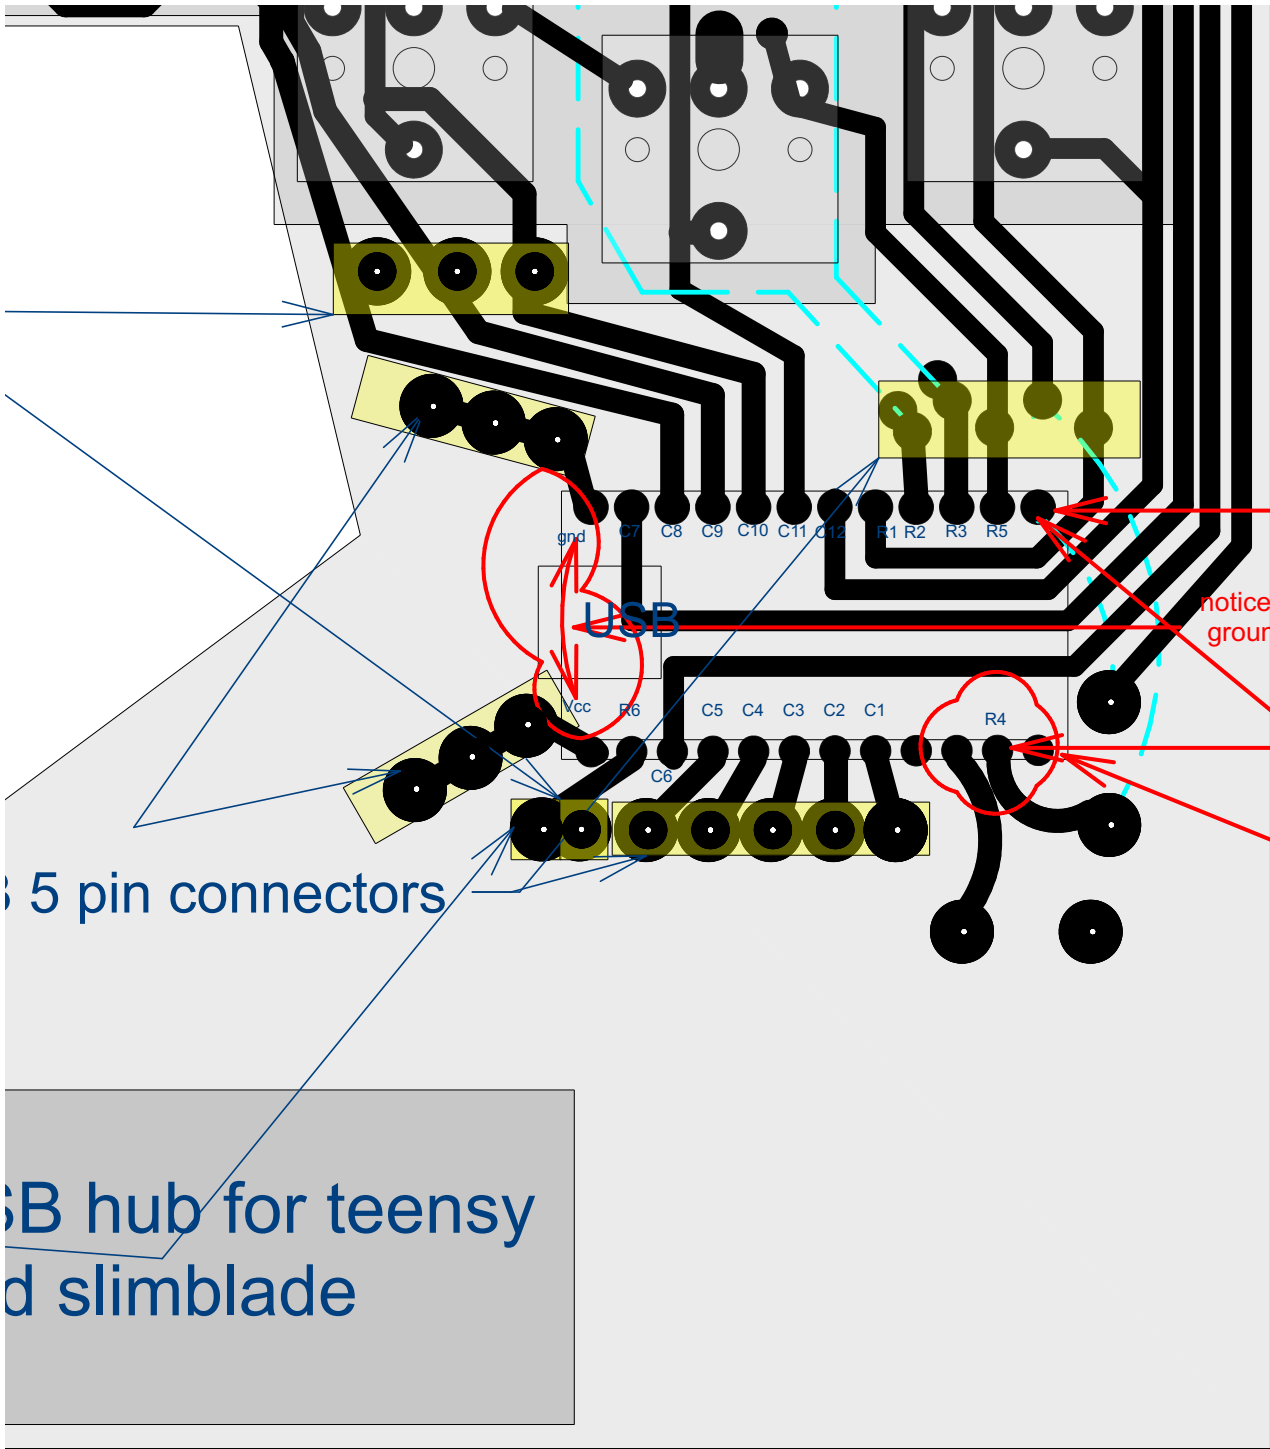 gnd C7 C8 C9 C10 C11 C12 R1 R2 R3 R5
USB
notice
groun
Vcc R6 C5 C4 C3 C2 C1 R4
C6
5 pin connectors
SB hub for teensy
d slimblade